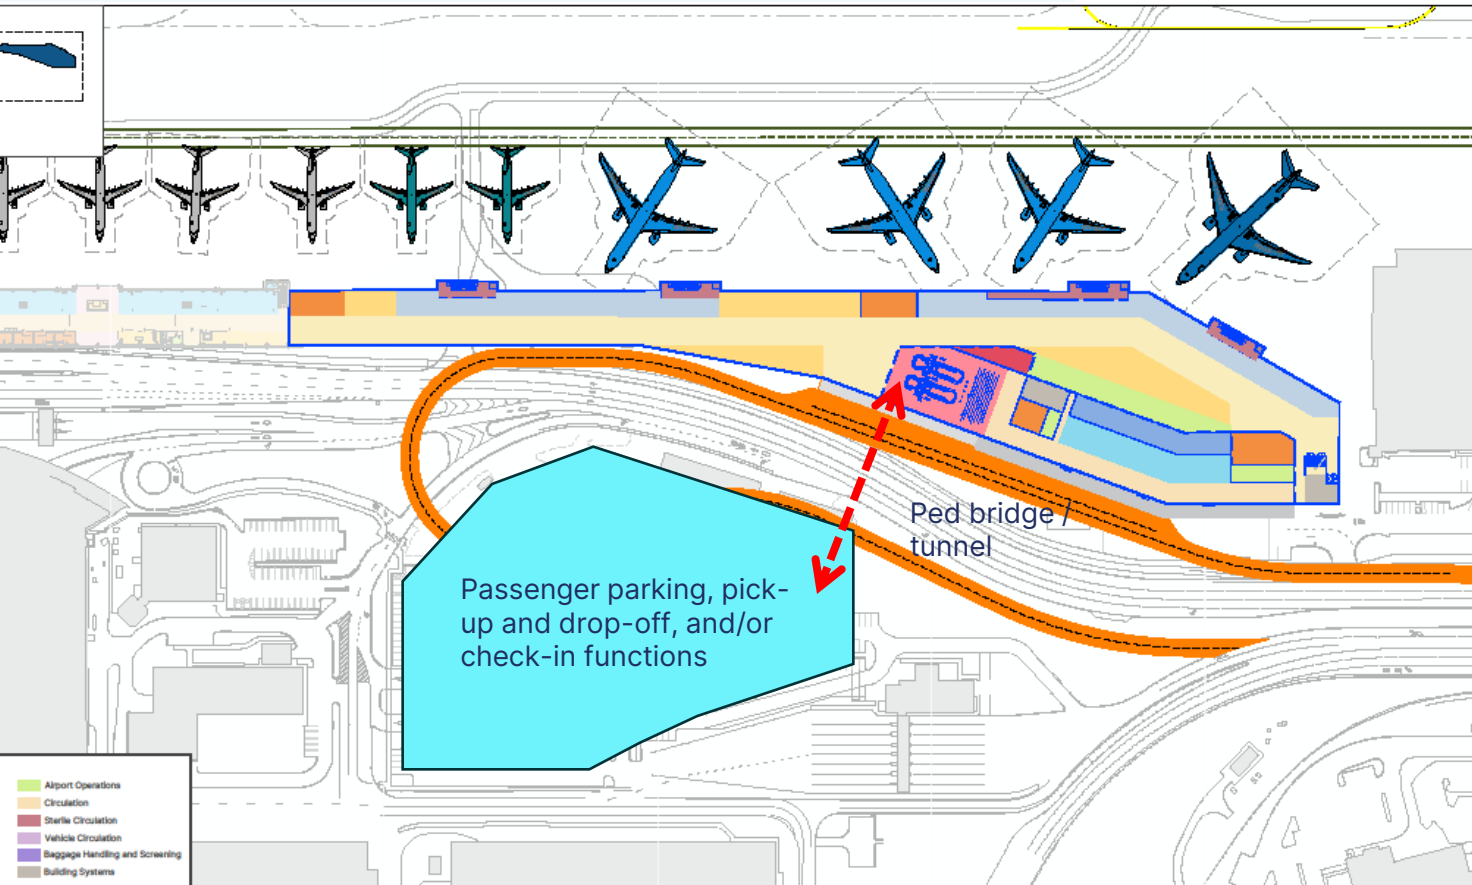 Ped bridge /
tunnel
Passenger parking, pick-
up and drop-off, and/or
check-in functions
Airport Operations
Circulation
Sterile Circulation
Vehicle Circulation
Baggage Handling and Screening
Building Systems